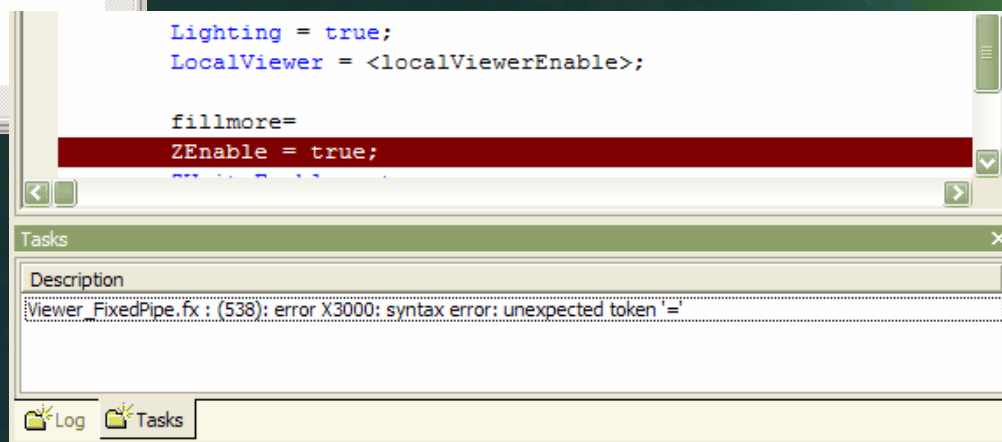 Lighting = true;
LocalViewer = <localViewerEnable>;
fillmore=
ZEnable = true;
Tasks
Description
Viewer_FixedPipe.fx : (538): error X3000: syntax error: unexpected token '='
Log Tasks